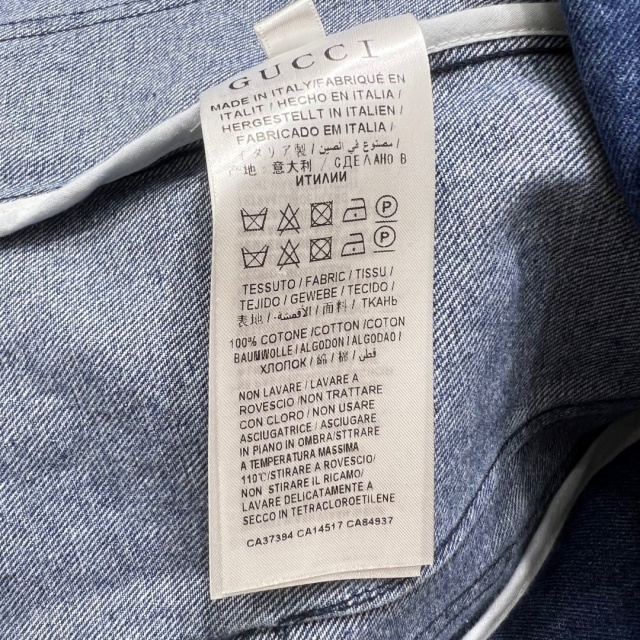 GUCCI
MADE IN ITALY/FABRIQUÉ EN
ITALIT / HECHO EN ITALIA/
HERGESTELLT IN ITALIEN /
FABRICADO EM ITALIA /
イタリア製 / مصنوع في الصين /
产地: 意大利 / СДЕЛАНО В
ИТИЛИИ
P
P
TESSUTO / FABRIC / TISSU /
TEJIDO / GEWEBE / TECIDO /
表地 / الأقمشة- / 面料 / ТКАНЬ
100% COTONE /COTTON /COTON
BAUMWOLLE / ALGODON / ALGODAO /
ХЛОПОК / 綿 / 棉 / قطي
NON LAVARE / LAVARE A
ROVESCIO/NON TRATTARE
CON CLORO / NON USARE
ASCIUGATRICE / ASCIUGARE
IN PIANO IN OMBRA/STTRARE
A TEMPERATURA MASSIMA
110℃/STIRARE A ROVESCIO/
NON STIRARE IL RICAMO/
LAVARE DELICATAMENTE A
SECCO IN TETRACLOROETILENE
CA37394 CA14517 CA84937